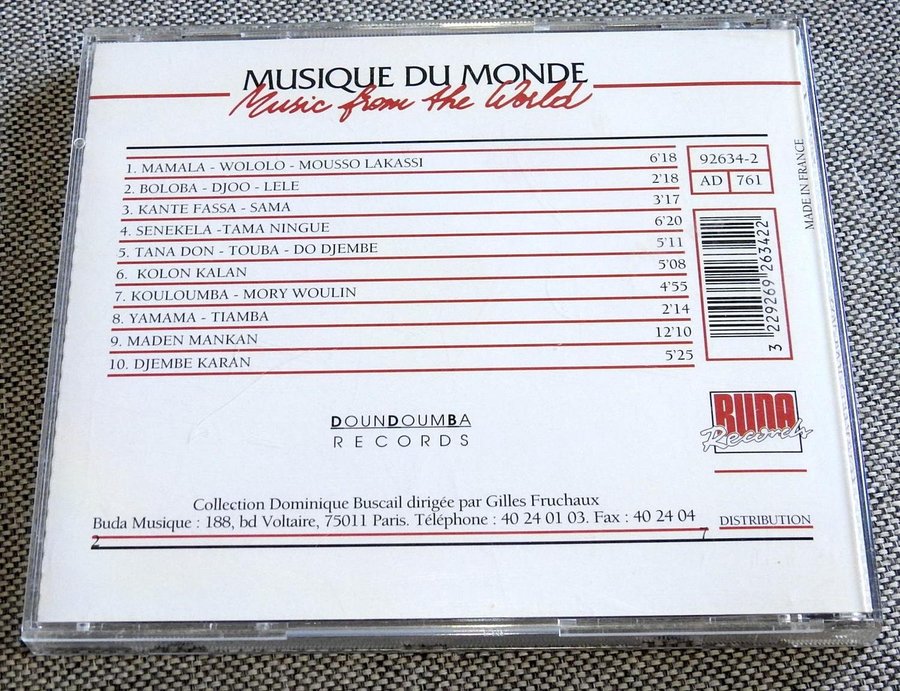 MUSIQUE DU MONDE
Music from the World
1. MAMALA - WOLOLO - MOUSSO LAKASSI 6'18
2. BOLOBA - DJOO - LELE 2'18
3. KANTE FASSA - SAMA 3'17
4. SENEKELA -TAMA NINGUE 6'20
5. TANA DON - TOUBA - DO DJEMBE 5'11
6. KOLON KALAN 5'08
7. KOULOUMBA - MORY WOULIN 4'55
8. YAMAMA - TIAMBA 2'14
9. MADEN MANKAN 12'10
10. DJEMBE KARAN 5'25
92634-2
AD 761
MADE IN FRANCE
3 229269 263422
BUDA
Records
DOUNDOUMBA
RECORDS
Collection Dominique Buscail dirigée par Gilles Fruchaux
Buda Musique : 188, bd Voltaire, 75011 Paris. Téléphone : 40 24 01 03. Fax : 40 24 04
2 7
DISTRIBUTION